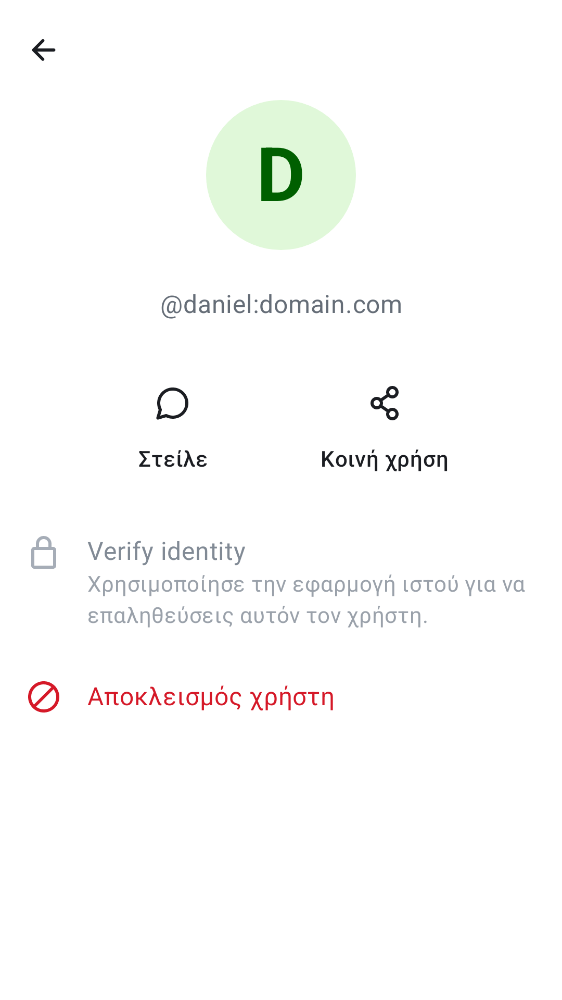 D
@daniel:domain.com
Στείλε
Κοινή χρήση
Verify identity
Χρησιμοποίησε την εφαρμογή ιστού για να
επαληθεύσεις αυτόν τον χρήστη.
Αποκλεισμός χρήστη